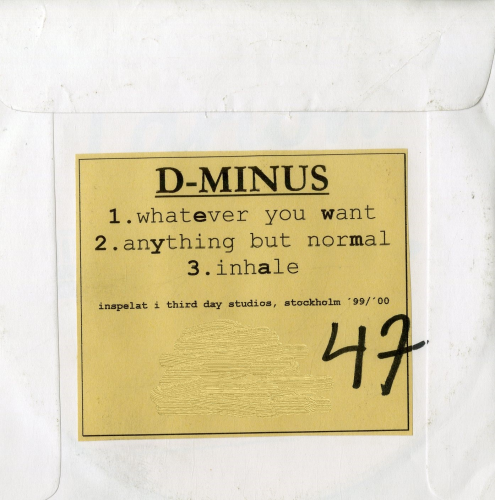 D-MINUS
1.whatever you want
2.anything but normal
3.inhale
inspelat i third day studios, stockholm ´99/´00
47